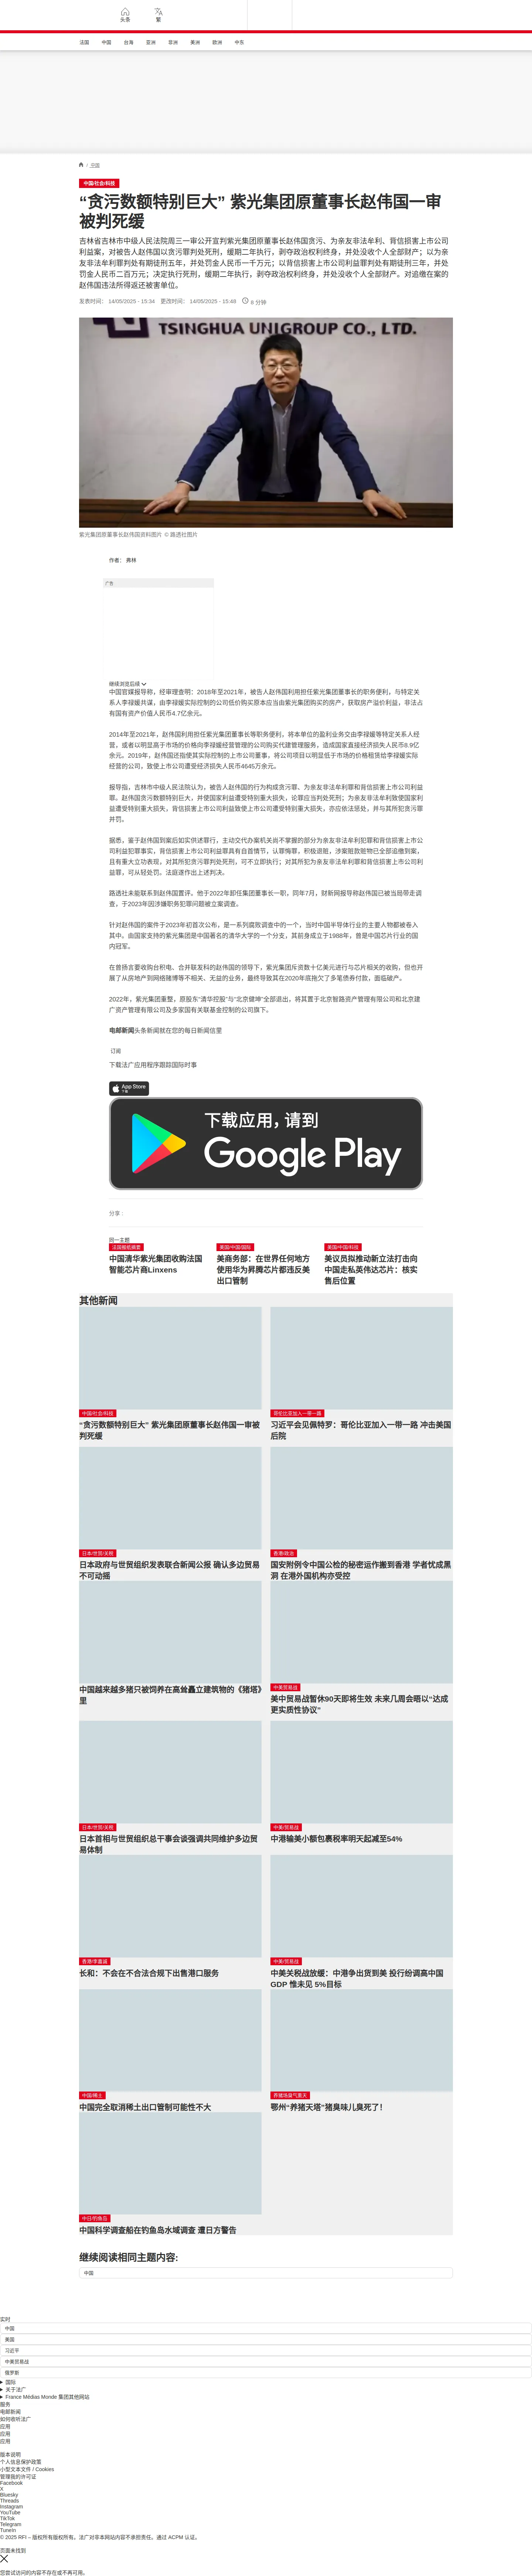 头条
繁
法国 中国 台海 亚洲 非洲 美洲 欧洲 中东
/ 中国
中国/社会/科技
“贪污数额特别巨大” 紫光集团原董事长赵伟国一审
被判死缓
吉林省吉林市中级人民法院周三一审公开宣判紫光集团原董事长赵伟国贪污、为亲友非法牟利、背信损害上市公司
利益案，对被告人赵伟国以贪污罪判处死刑，缓期二年执行，剥夺政治权利终身，并处没收个人全部财产；以为亲
友非法牟利罪判处有期徒刑五年，并处罚金人民币一千万元；以背信损害上市公司利益罪判处有期徒刑三年，并处
罚金人民币二百万元；决定执行死刑，缓期二年执行，剥夺政治权利终身，并处没收个人全部财产。对追缴在案的
赵伟国违法所得返还被害单位。
发表时间： 14/05/2025 - 15:34 更改时间： 14/05/2025 - 15:48 8 分钟
TSINGHUA UNIGROUP CO., LTD.
紫光集团原董事长赵伟国资料图片 © 路透社图片
作者： 弗林
广告
继续浏览后续
中国官媒报导称，经审理查明：2018年至2021年，被告人赵伟国利用担任紫光集团董事长的职务便利，与特定关
系人李禄媛共谋，由李禄媛实际控制的公司低价购买原本应当由紫光集团购买的房产，获取房产溢价利益，非法占
有国有资产价值人民币4.7亿余元。
2014年至2021年，赵伟国利用担任紫光集团董事长等职务便利，将本单位的盈利业务交由李禄媛等特定关系人经
营，或者以明显高于市场的价格向李禄媛经营管理的公司购买代建管理服务，造成国家直接经济损失人民币8.9亿
余元。2019年，赵伟国还指使其实际控制的上市公司董事，将公司项目以明显低于市场的价格租赁给李禄媛实际
经营的公司，致使上市公司遭受经济损失人民币4645万余元。
报导指，吉林市中级人民法院认为，被告人赵伟国的行为构成贪污罪、为亲友非法牟利罪和背信损害上市公司利益
罪。赵伟国贪污数额特别巨大，并使国家利益遭受特别重大损失，论罪应当判处死刑；为亲友非法牟利致使国家利
益遭受特别重大损失，背信损害上市公司利益致使上市公司遭受特别重大损失，亦应依法惩处，并与其所犯贪污罪
并罚。
据悉，鉴于赵伟国到案后如实供述罪行，主动交代办案机关尚不掌握的部分为亲友非法牟利犯罪和背信损害上市公
司利益犯罪事实，背信损害上市公司利益罪具有自首情节，认罪悔罪，积极退赃，涉案赃款赃物已全部追缴到案，
且有重大立功表现，对其所犯贪污罪判处死刑，可不立即执行；对其所犯为亲友非法牟利罪和背信损害上市公司利
益罪，可从轻处罚。法庭遂作出上述判决。
路透社未能联系到赵伟国置评。他于2022年卸任集团董事长一职，同年7月，财新网报导称赵伟国已被当局带走调
查，于2023年因涉嫌职务犯罪问题被立案调查。
针对赵伟国的案件于2023年初首次公布，是一系列腐败调查中的一个，当时中国半导体行业的主要人物都被卷入
其中。由国家支持的紫光集团是中国著名的清华大学的一个分支，其前身成立于1988年，曾是中国芯片行业的国
内冠军。
在曾扬言要收购台积电、合并联发科的赵伟国的领导下，紫光集团斥资数十亿美元进行与芯片相关的收购，但也开
展了从房地产到网络赌博等不相关、无益的业务，最终导致其在2020年底拖欠了多笔债券付款，面临破产。
2022年，紫光集团重整，原股东“清华控股”与“北京健坤”全部退出，将其置于北京智路资产管理有限公司和北京建
广资产管理有限公司及多家国有关联基金控制的公司旗下。
电邮新闻头条新闻就在您的每日新闻信里
订阅
下载法广应用程序跟踪国际时事
App Store
下载
下载应用, 请到
Google Play
分享 :
同一主题
法国报纸摘要
中国清华紫光集团收购法国
智能芯片商Linxens
美国/中国/国际
美商务部：在世界任何地方
使用华为昇腾芯片都违反美
出口管制
美国/中国/科技
美议员拟推动新立法打击向
中国走私英伟达芯片：核实
售后位置
其他新闻
中国/社会/科技
“贪污数额特别巨大” 紫光集团原董事长赵伟国一审被
判死缓
哥伦比亚加入一带一路
习近平会见佩特罗：哥伦比亚加入一带一路 冲击美国
后院
日本/世贸/关税
日本政府与世贸组织发表联合新闻公报 确认多边贸易
不可动摇
香港/政治
国安附例令中国公检的秘密运作搬到香港 学者忧成黑
洞 在港外国机构亦受控
中国越来越多猪只被饲养在高耸矗立建筑物的《猪塔》
里
中美贸易战
美中贸易战暂休90天即将生效 未来几周会晤以“达成
更实质性协议”
日本/世贸/关税
日本首相与世贸组织总干事会谈强调共同维护多边贸
易体制
中美/贸易战
中港输美小额包裹税率明天起减至54%
香港/李嘉诚
长和：不会在不合法合规下出售港口服务
中美/贸易战
中美关税战放缓：中港争出货到美 投行纷调高中国
GDP 惟未见 5%目标
中国/稀土
中国完全取消稀土出口管制可能性不大
养猪场臭气熏天
鄂州“养猪天塔”猪臭味儿臭死了！
中日/钓鱼岛
中国科学调查船在钓鱼岛水域调查 遭日方警告
继续阅读相同主题内容:
中国
实时
中国
美国
习近平
中美贸易战
俄罗斯
国际
关于法广
France Médias Monde 集团其他网站
服务
电邮新闻
如何收听法广
应用
应用
应用
版本说明
个人信息保护政策
小型文本文件 / Cookies
管理我的许可证
Facebook
X
Bluesky
Threads
Instagram
YouTube
TikTok
Telegram
TuneIn
© 2025 RFI – 版权所有版权所有。法广对非本网站内容不承担责任。通过 ACPM 认证。
页面未找到
您尝试访问的内容不存在或不再可用。